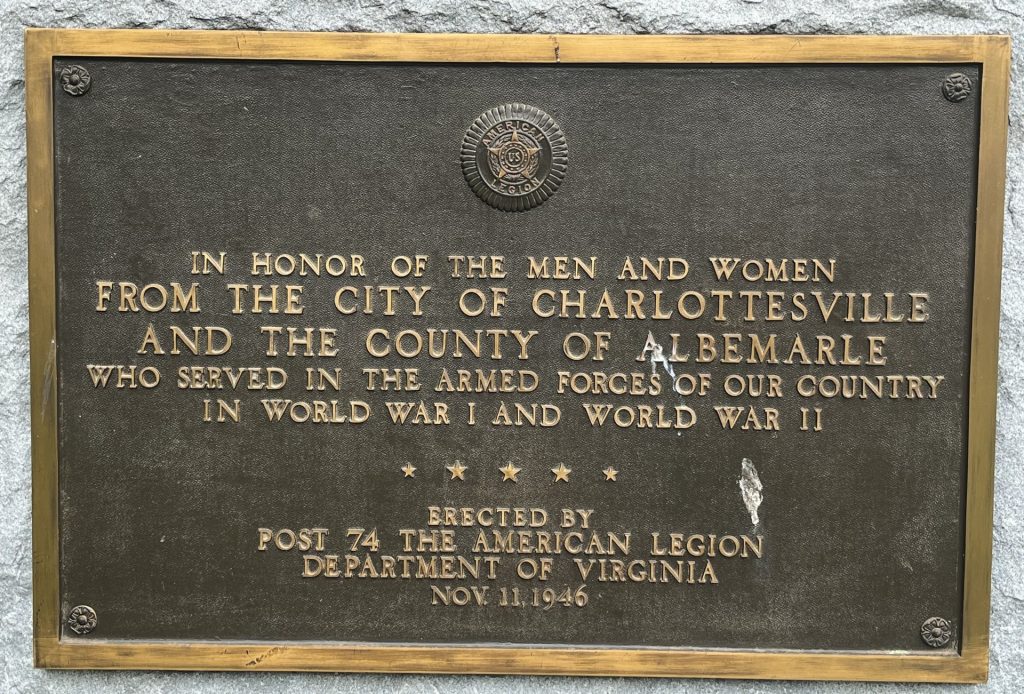 AMERICAN
US
LEGION
IN HONOR OF THE MEN AND WOMEN
FROM THE CITY OF CHARLOTTESVILLE
AND THE COUNTY OF ALBEMARLE
WHO SERVED IN THE ARMED FORCES OF OUR COUNTRY
IN WORLD WAR I AND WORLD WAR II
ERECTED BY
POST 74 THE AMERICAN LEGION
DEPARTMENT OF VIRGINIA
NOV. 11, 1946